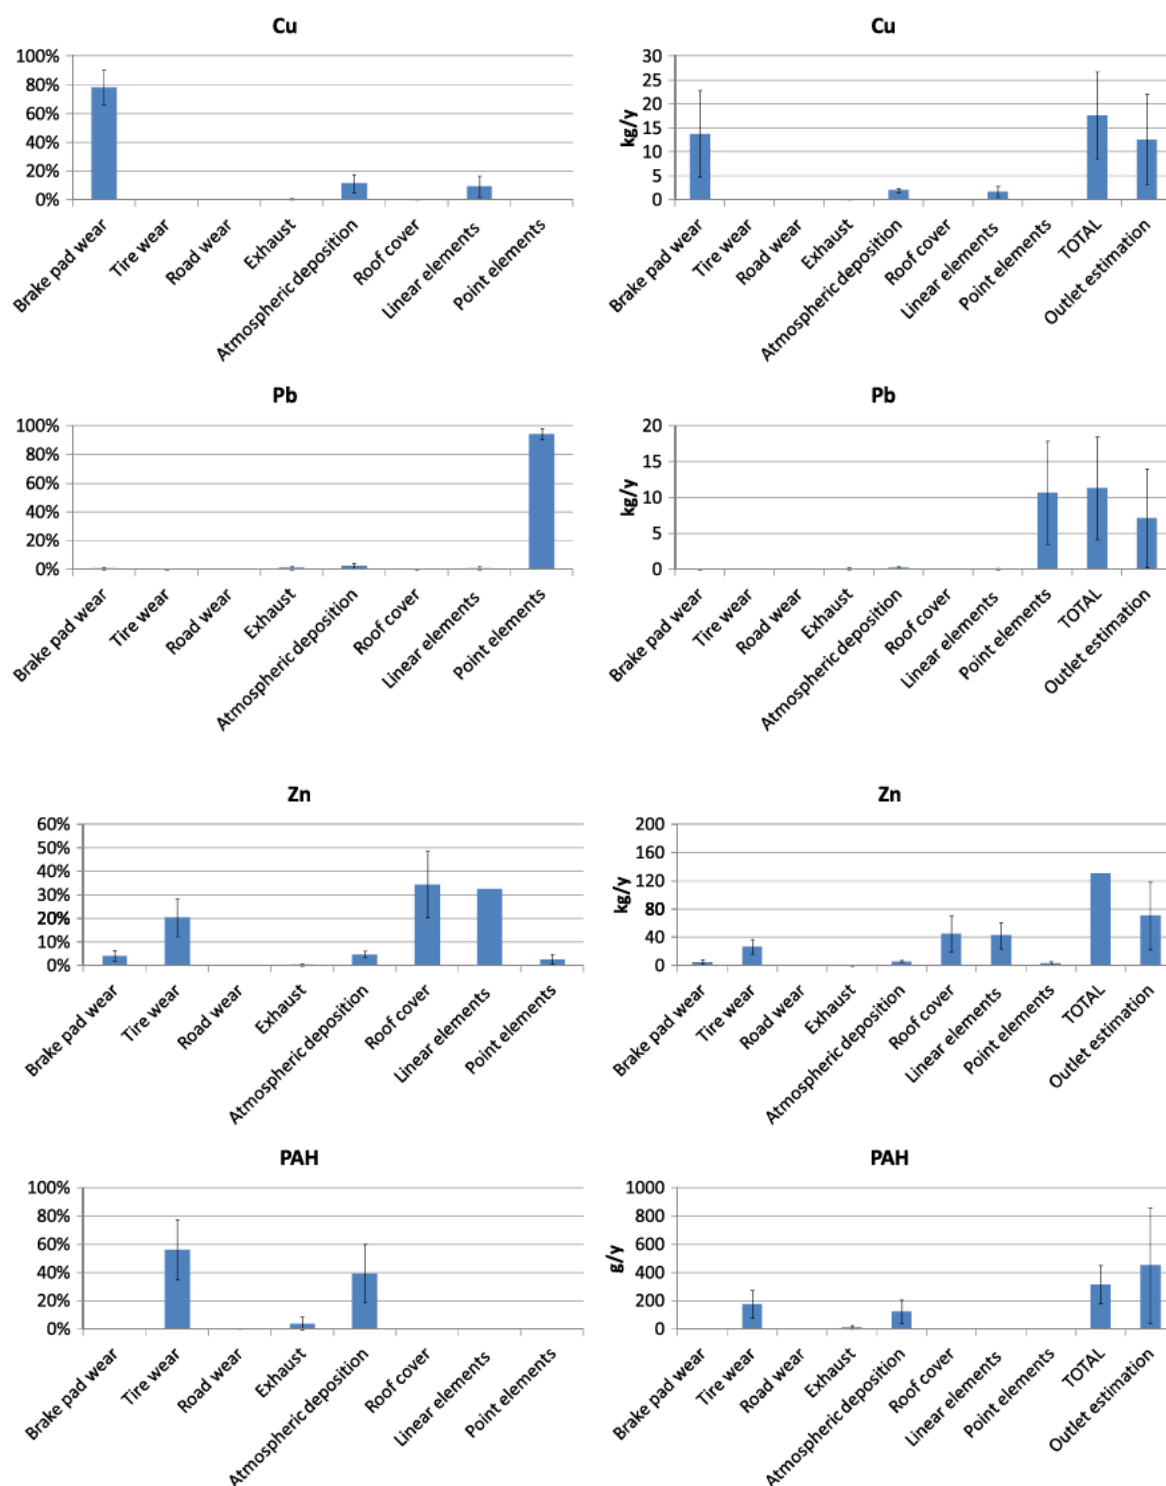 Cu
100%
80%
60%
40%
20%
0%
Brake pad wear
Tire wear
Road wear
Exhaust
Atmospheric deposition
Roof cover
Linear elements
Point elements
Cu
kg/y
30
25
20
15
10
5
0
Brake pad wear
Tire wear
Road wear
Exhaust
Atmospheric deposition
Roof cover
Linear elements
Point elements
TOTAL
Outlet estimation
Pb
100%
80%
60%
40%
20%
0%
Brake pad wear
Tire wear
Road wear
Exhaust
Atmospheric deposition
Roof cover
Linear elements
Point elements
Pb
kg/y
20
15
10
5
0
Brake pad wear
Tire wear
Road wear
Exhaust
Atmospheric deposition
Roof cover
Linear elements
Point elements
TOTAL
Outlet estimation
Zn
60%
50%
40%
30%
20%
10%
0%
Brake pad wear
Tire wear
Road wear
Exhaust
Atmospheric deposition
Roof cover
Linear elements
Point elements
Zn
kg/y
200
160
120
80
40
0
Brake pad wear
Tire wear
Road wear
Exhaust
Atmospheric deposition
Roof cover
Linear elements
Point elements
TOTAL
Outlet estimation
PAH
100%
80%
60%
40%
20%
0%
Brake pad wear
Tire wear
Road wear
Exhaust
Atmospheric deposition
Roof cover
Linear elements
Point elements
PAH
g/y
1000
800
600
400
200
0
Brake pad wear
Tire wear
Road wear
Exhaust
Atmospheric deposition
Roof cover
Linear elements
Point elements
TOTAL
Outlet estimation